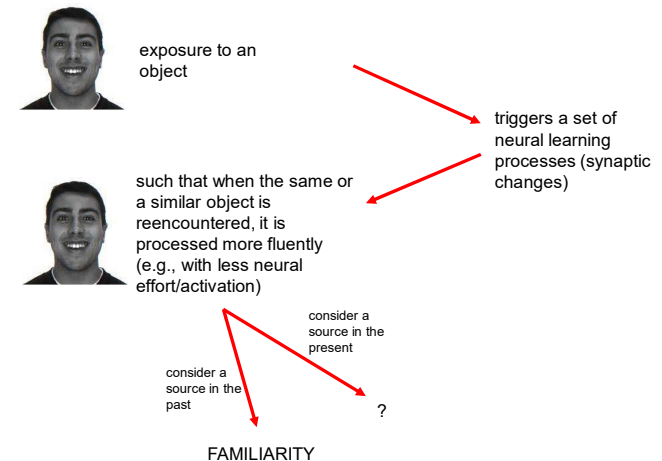 exposure to an
object
triggers a set of
neural learning
processes (synaptic
changes)
such that when the same or
a similar object is
reencountered, it is
processed more fluently
(e.g., with less neural
effort/activation)
consider a
source in the
present
consider a
source in the
past
?
FAMILIARITY